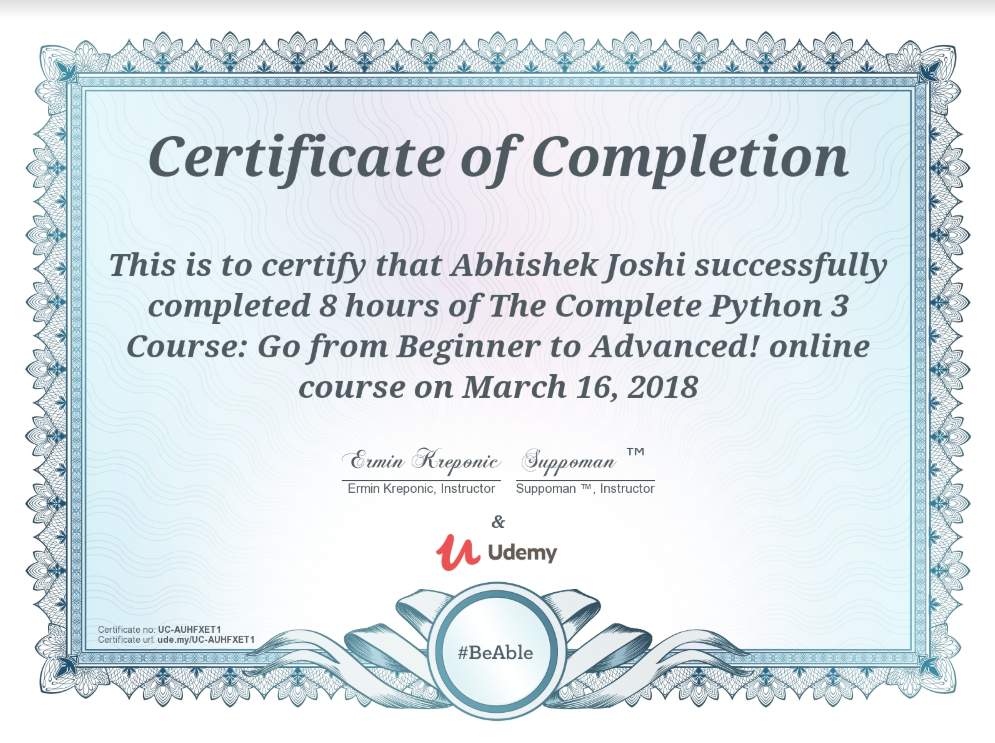 Certificate of Completion
This is to certify that Abhishek Joshi successfully
completed 8 hours of The Complete Python 3
Course: Go from Beginner to Advanced! online
course on March 16, 2018
Ermin Kreponic Suppoman ™
Ermin Kreponic, Instructor Suppoman ™, Instructor
&
Udemy
Certificate no: UC-AUHFXET1
Certificate url: ude.my/UC-AUHFXET1
#BeAble